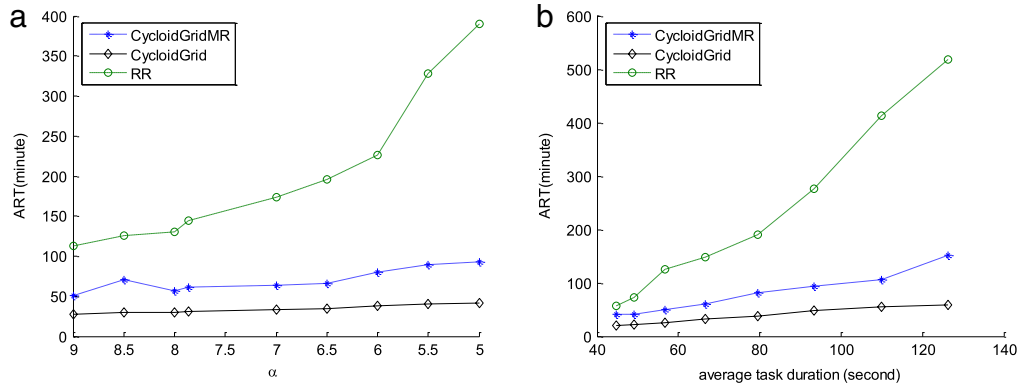 a
400
350
300
250
200
150
100
50
0
ART(minute)
CycloidGridMR
CycloidGrid
RR
9
8.5
8
7.5
7
6.5
6
5.5
5
α
b
600
500
400
300
200
100
0
ART(minute)
CycloidGridMR
CycloidGrid
RR
40
60
80
100
120
140
average task duration (second)